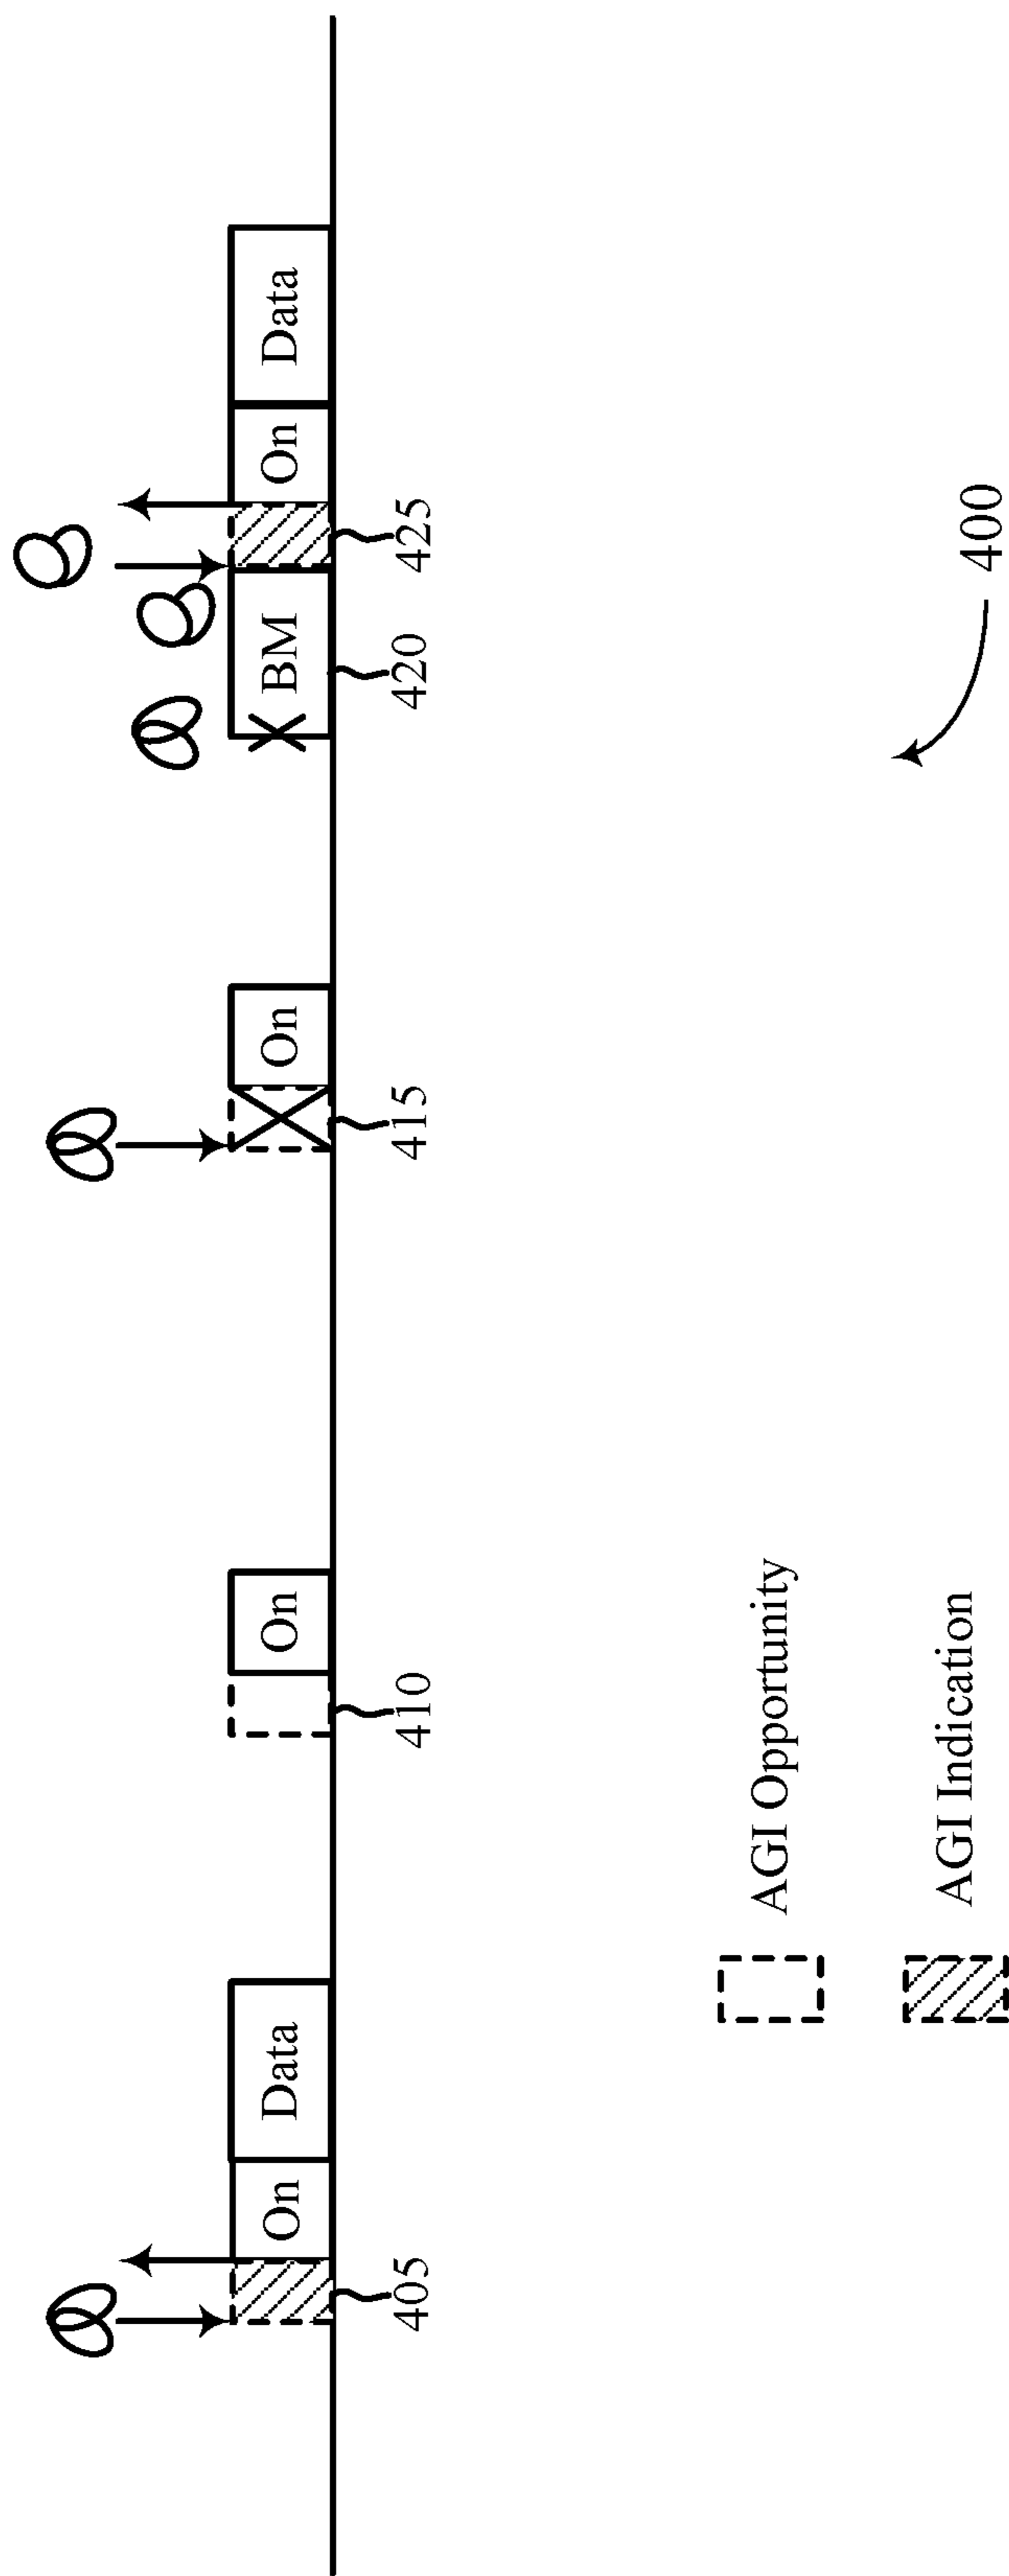 On
Data
On
On
BM
On
Data
405
410
415
420
425
AGI Opportunity
AGI Indication
400